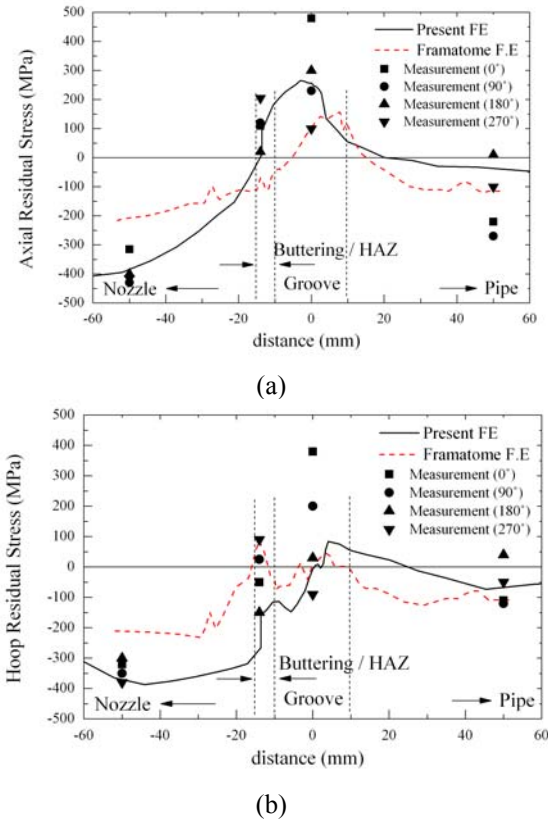 500
400
300
200
100
0
-100
-200
-300
-400
-500
Axial Residual Stress (MPa)
Present FE
Framatome F.E
Measurement (0˚)
Measurement (90˚)
Measurement (180˚)
Measurement (270˚)
Buttering / HAZ
Nozzle
Groove
Pipe
-60 -40 -20 0 20 40 60
distance (mm)
(a)
500
400
300
200
100
0
-100
-200
-300
-400
-500
Hoop Residual Stress (MPa)
Present FE
Framatome F.E
Measurement (0˚)
Measurement (90˚)
Measurement (180˚)
Measurement (270˚)
Buttering / HAZ
Nozzle
Groove
Pipe
-60 -40 -20 0 20 40 60
distance (mm)
(b)